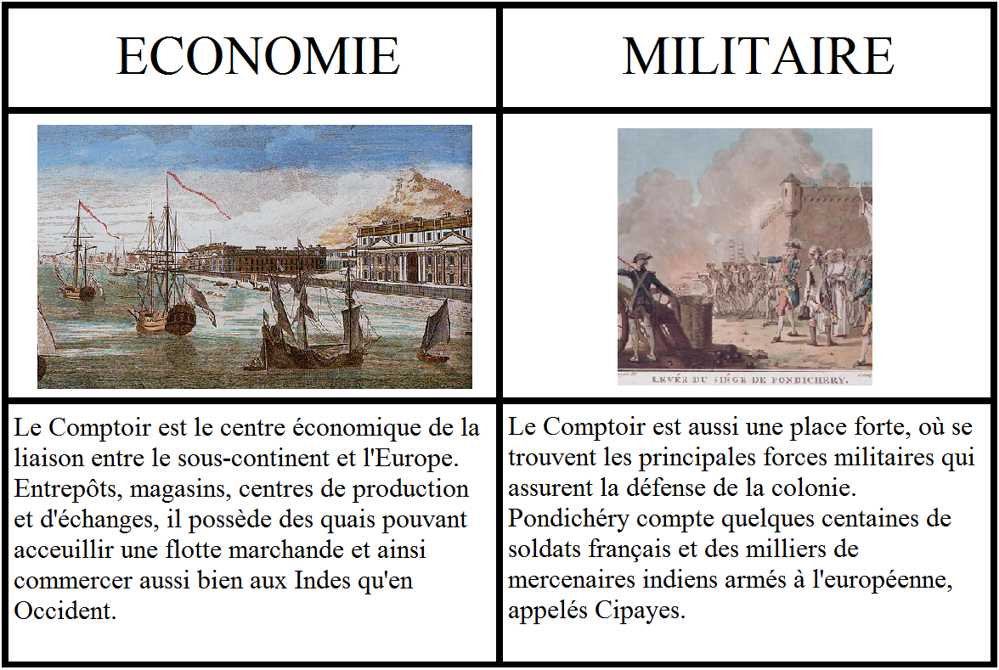 ECONOMIE
MILITAIRE
LEVÉE DU SIÉGE DE PONDICHERY.
Le Comptoir est le centre économique de la
liaison entre le sous-continent et l'Europe.
Entrepôts, magasins, centres de production
et d'échanges, il possède des quais pouvant
acceuillir une flotte marchande et ainsi
commercer aussi bien aux Indes qu'en
Occident.
Le Comptoir est aussi une place forte, où se
trouvent les principales forces militaires qui
assurent la défense de la colonie.
Pondichéry compte quelques centaines de
soldats français et des milliers de
mercenaires indiens armés à l'européenne,
appelés Cipayes.